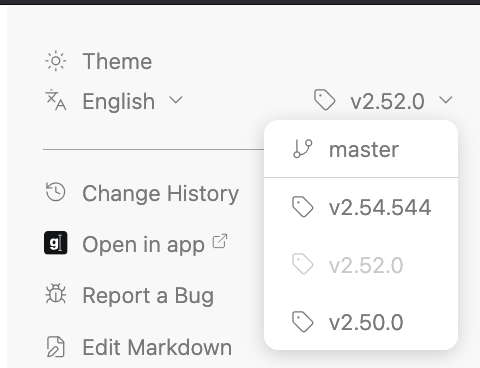 Theme
English v2.52.0
master
Change History
v2.54.544
Open in app
v2.52.0
Report a Bug
v2.50.0
Edit Markdown